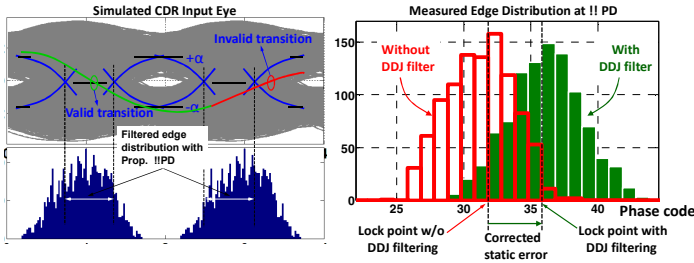 Simulated CDR Input Eye
Invalid transition
+α
-α
Valid transition
Filtered edge
distribution with
Prop. !!PD
Measured Edge Distribution at !! PD
150
100
50
0
Without
DDJ filter
With
DDJ filter
25
30
35
40
Phase code
Lock point w/o
DDJ filtering
Corrected
static error
Lock point with
DDJ filtering